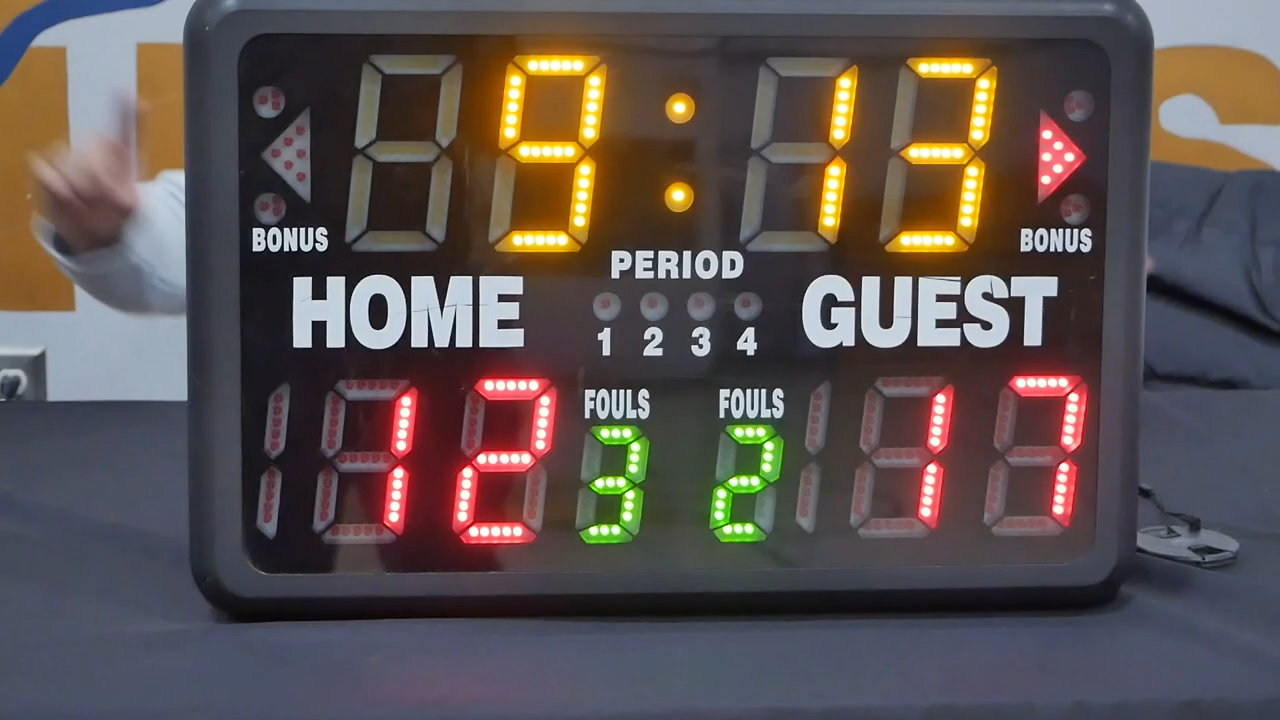 9:13
BONUS BONUS
PERIOD
HOME GUEST
1 2 3 4
FOULS FOULS
12 3 2 17